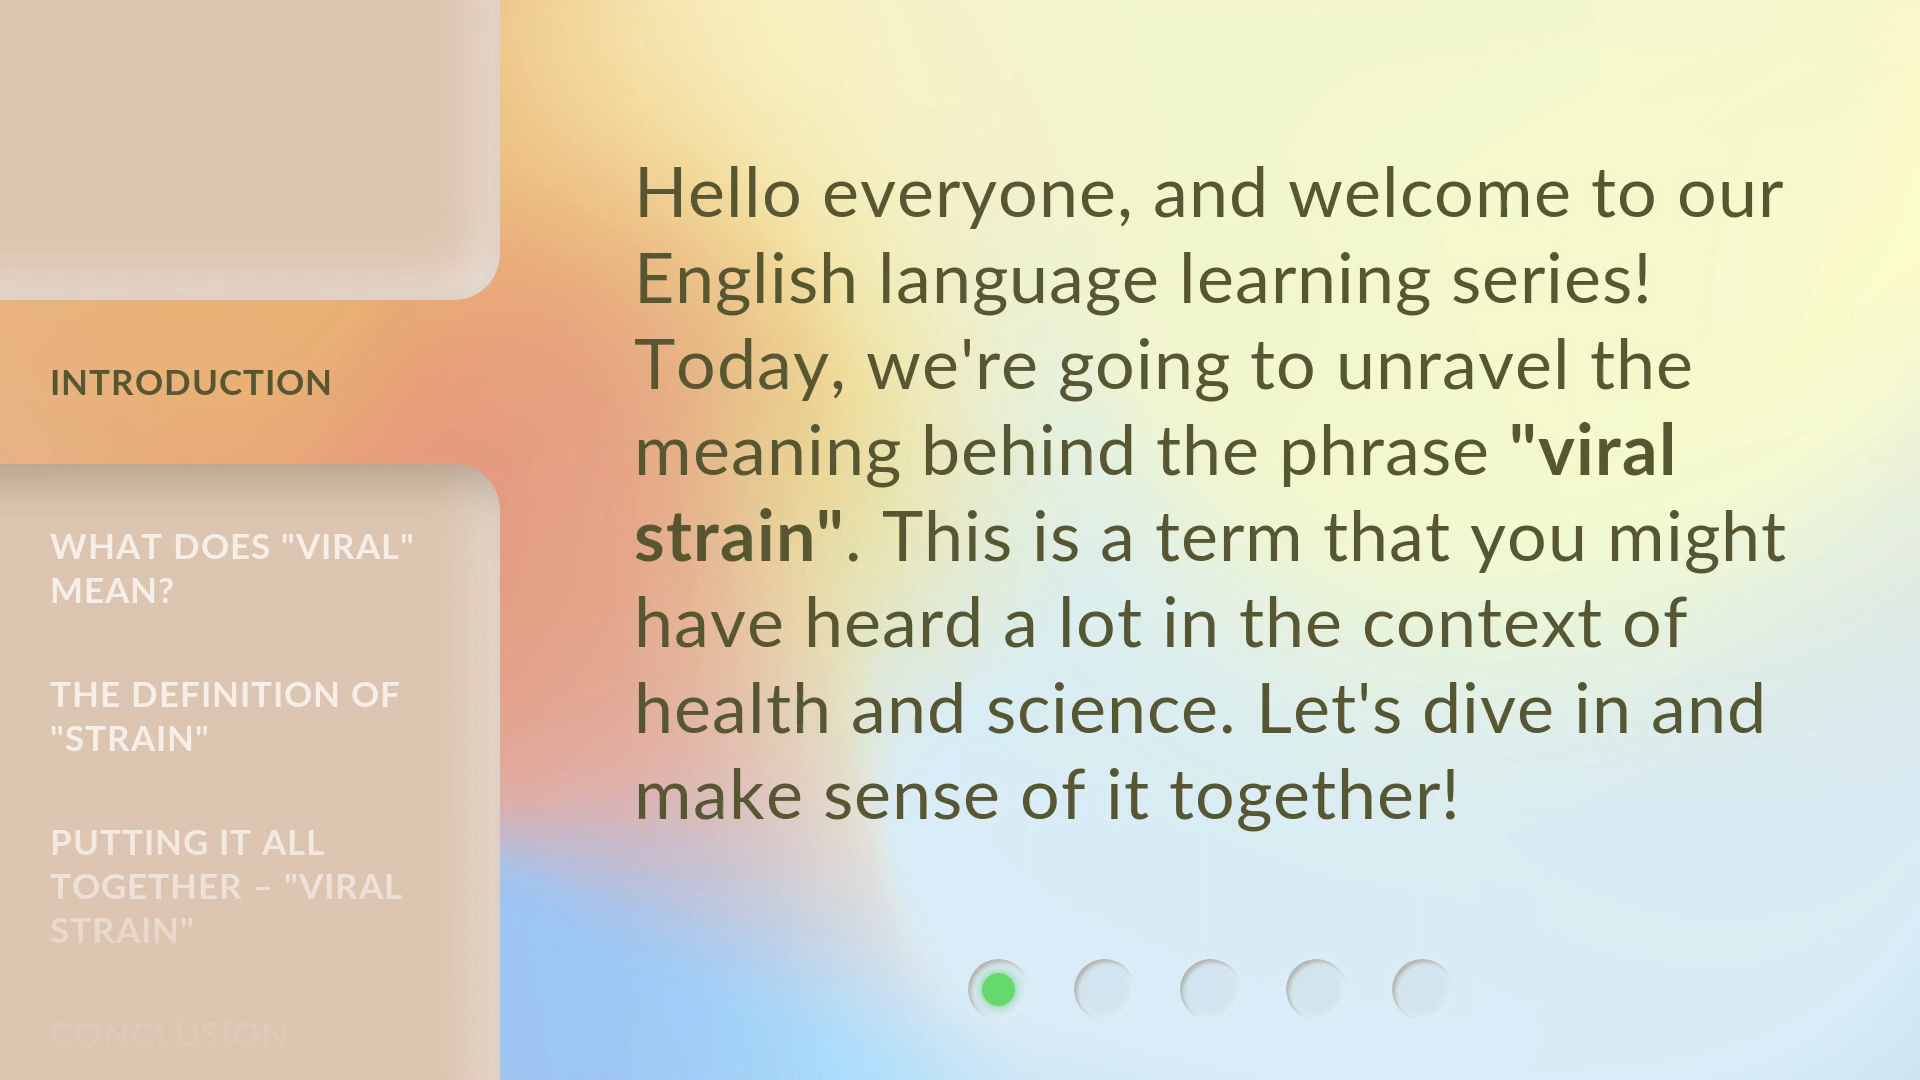 INTRODUCTION
WHAT DOES "VIRAL"
MEAN?
THE DEFINITION OF
"STRAIN"
PUTTING IT ALL
TOGETHER – "VIRAL
STRAIN"
CONCLUSION
Hello everyone, and welcome to our
English language learning series!
Today, we're going to unravel the
meaning behind the phrase "viral
strain". This is a term that you might
have heard a lot in the context of
health and science. Let's dive in and
make sense of it together!